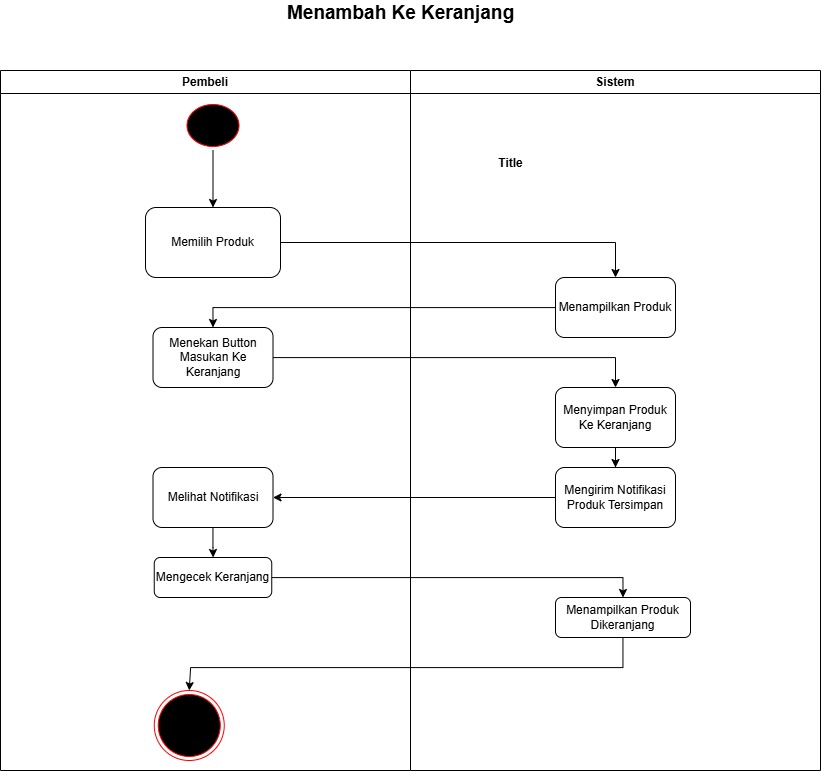 Menambah Ke Keranjang
Pembeli
Sistem
Title
Memilih Produk
Menampilkan Produk
Menekan Button
Masukan Ke
Keranjang
Menyimpan Produk
Ke Keranjang
Mengirim Notifikasi
Produk Tersimpan
Melihat Notifikasi
Mengecek Keranjang
Menampilkan Produk
Dikeranjang